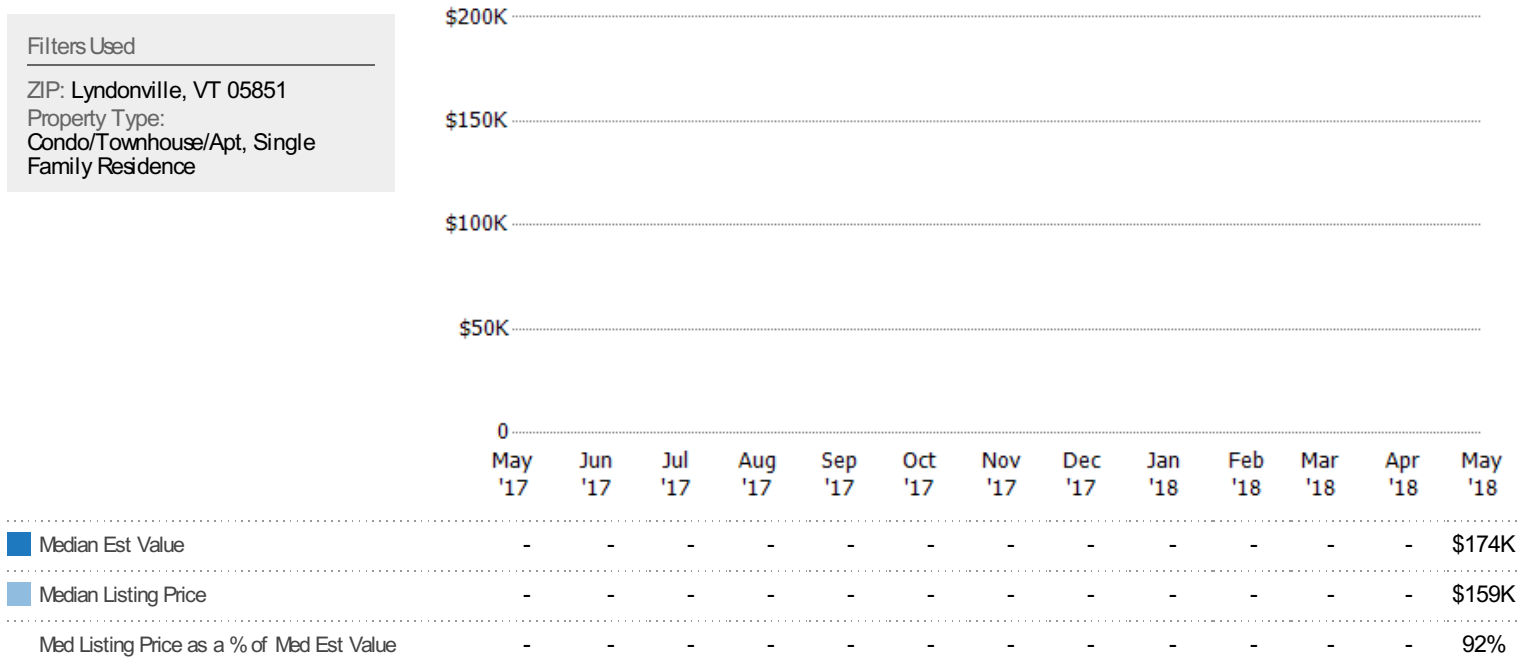 Filters Used
ZIP: Lyndonville, VT 05851
Property Type:
Condo/Townhouse/Apt, Single
Family Residence
$200K
$150K
$100K
$50K
0
May Jun Jul Aug Sep Oct Nov Dec Jan Feb Mar Apr May
'17 '17 '17 '17 '17 '17 '17 '17 '18 '18 '18 '18 '18
Median Est Value - - - - - - - - - - - - $174K
Median Listing Price - - - - - - - - - - - - $159K
Med Listing Price as a % of Med Est Value - - - - - - - - - - - - 92%